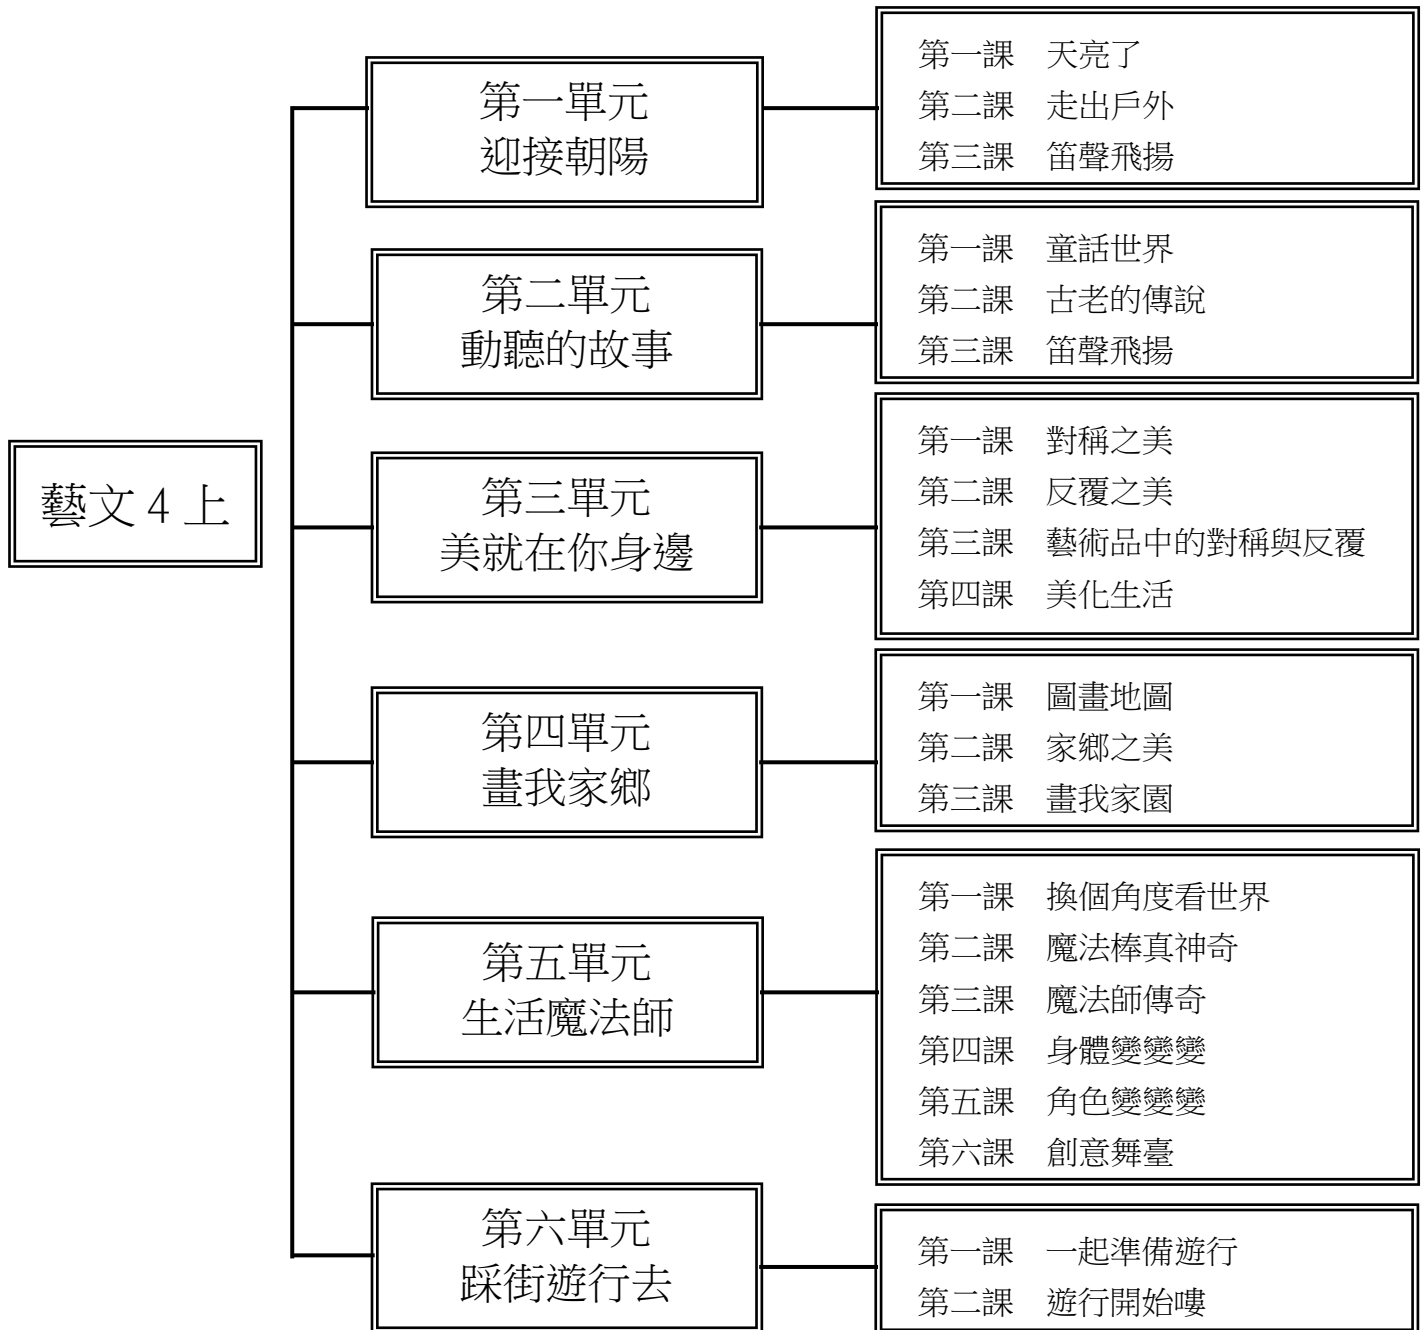 藝文 4 上
第一單元
迎接朝陽
第一課 天亮了
第二課 走出戶外
第三課 笛聲飛揚
第二單元
動聽的故事
第一課 童話世界
第二課 古老的傳說
第三課 笛聲飛揚
第三單元
美就在你身邊
第一課 對稱之美
第二課 反覆之美
第三課 藝術品中的對稱與反覆
第四課 美化生活
第四單元
畫我家鄉
第一課 圖畫地圖
第二課 家鄉之美
第三課 畫我家園
第五單元
生活魔法師
第一課 換個角度看世界
第二課 魔法棒真神奇
第三課 魔法師傳奇
第四課 身體變變變
第五課 角色變變變
第六課 創意舞臺
第六單元
踩街遊行去
第一課 一起準備遊行
第二課 遊行開始嘍